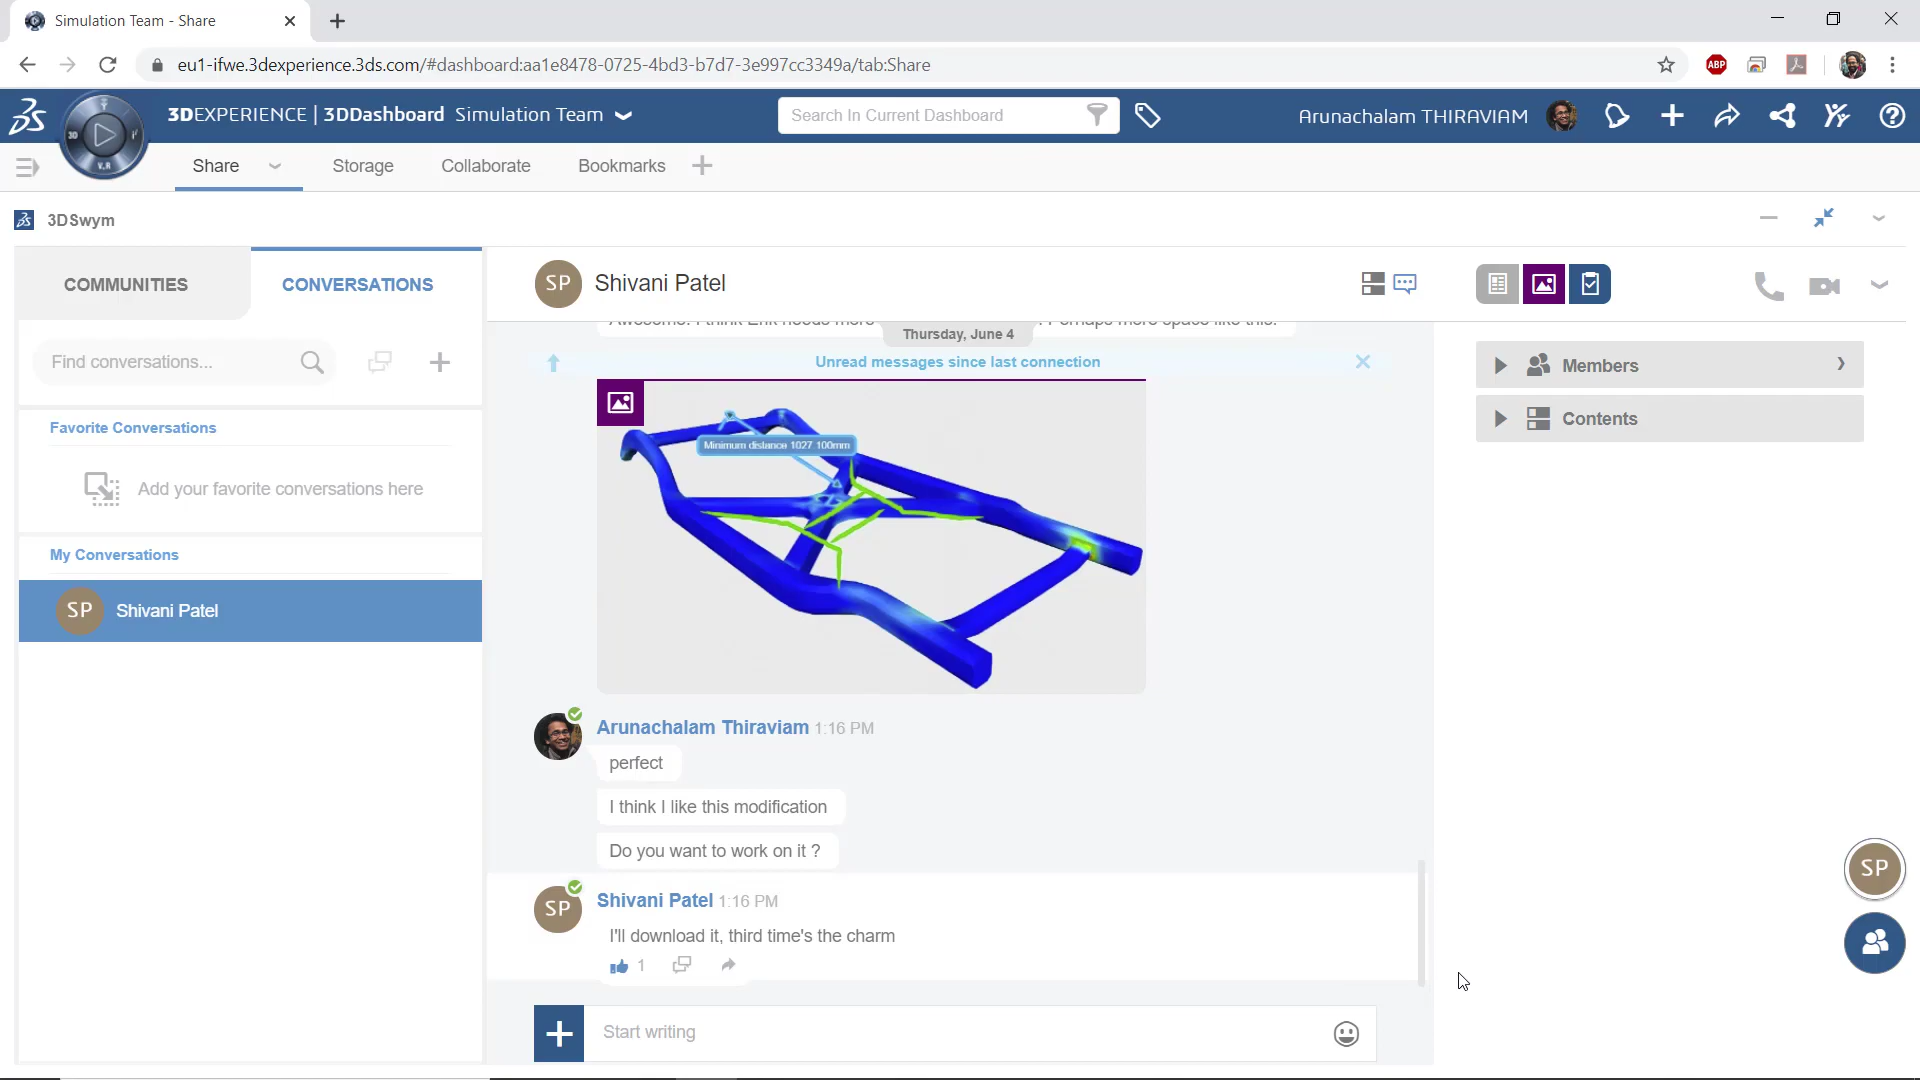 Simulation Team - Share
eu1-ifwe.3dexperience.3ds.com/#dashboard:aa1e8478-0725-4bd3-b7d7-3e997cc3349a/tab:Share
ABP
3D
V.R
3DEXPERIENCE | 3DDashboard Simulation Team
Search In Current Dashboard
Arunachalam THIRAVIAM
Share
Storage
Collaborate
Bookmarks
3DSwym
COMMUNITIES
CONVERSATIONS
SP Shivani Patel
Find conversations...
Thursday, June 4
Unread messages since last connection
Members
Contents
Favorite Conversations
Add your favorite conversations here
My Conversations
SP Shivani Patel
Minimum distance 1027 100mm
Arunachalam Thiraviam 1:16 PM
perfect
I think I like this modification
Do you want to work on it ?
SP Shivani Patel 1:16 PM
I'll download it, third time's the charm
1
SP
Start writing